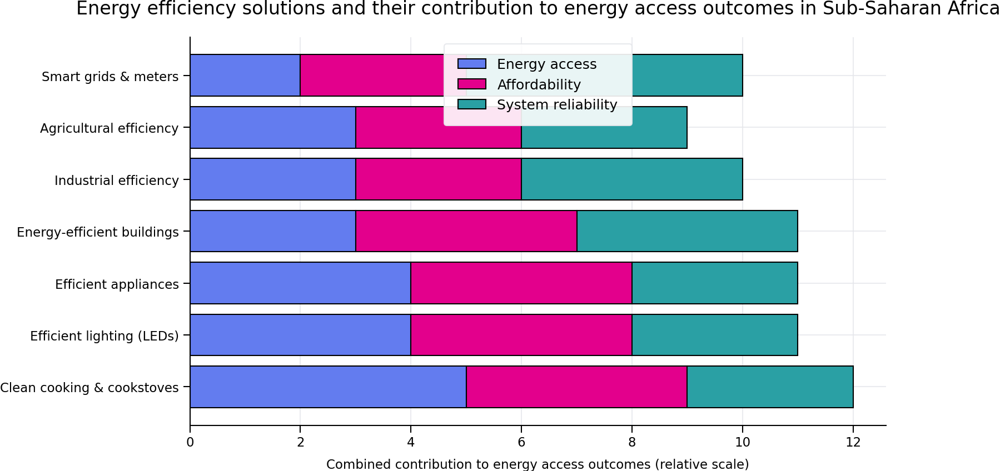 Energy efficiency solutions and their contribution to energy access outcomes in Sub-Saharan Africa
Energy access
Affordability
System reliability
Smart grids & meters
Agricultural efficiency
Industrial efficiency
Energy-efficient buildings
Efficient appliances
Efficient lighting (LEDs)
Clean cooking & cookstoves
0 2 4 6 8 10 12
Combined contribution to energy access outcomes (relative scale)